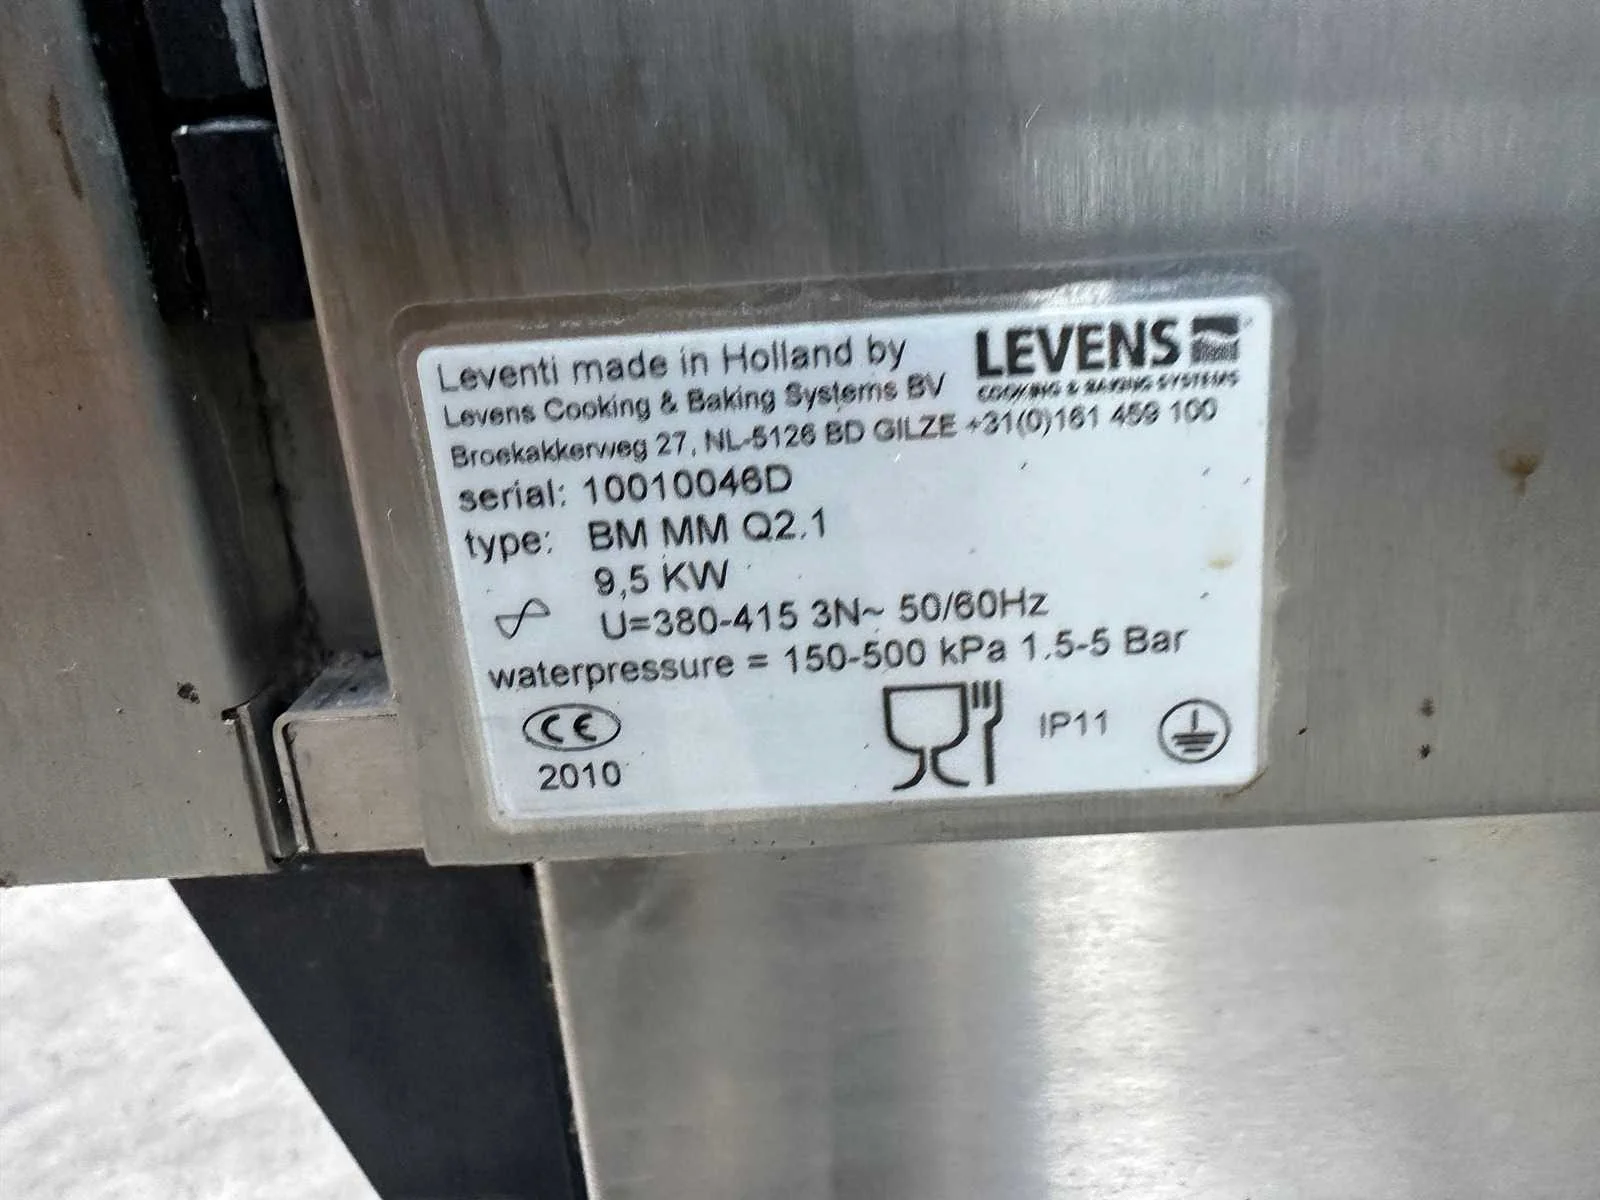 Leventi made in Holland by
LEVENS
Levens Cooking & Baking Systems BV
COOKING & BAKING SYSTEMS
Broekakkerweg 27, NL-5126 BD GILZE +31(0)161 459 100
serial: 10010046D
type: BM MM Q2.1
9,5 KW
U=380-415 3N~ 50/60Hz
waterpressure = 150-500 kPa 1.5-5 Bar
CE
IP11
2010